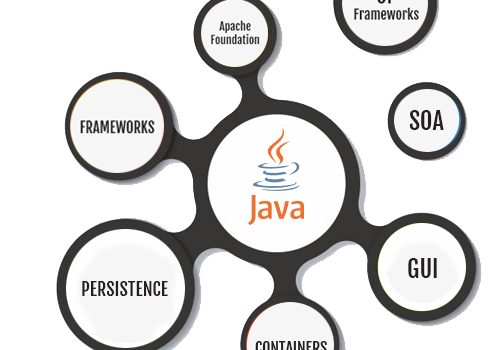 Frameworks
Apache
Foundation
SOA
FRAMEWORKS
Java
GUI
PERSISTENCE
CONTAINERS